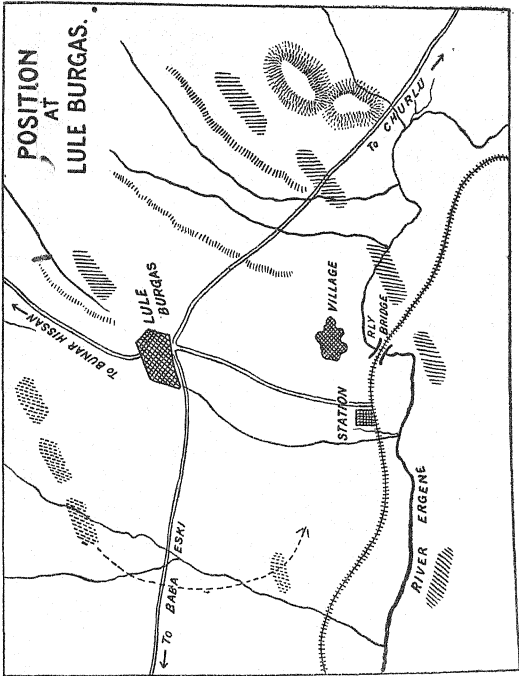 POSITION
AT
LULE BURGAS.
TO CHURLU
TO BUNAR HISSAN
LULE
BURGAS
VILLAGE
RLY
BRIDGE
STATION
TO BABA ESKI
RIVER ERGENE